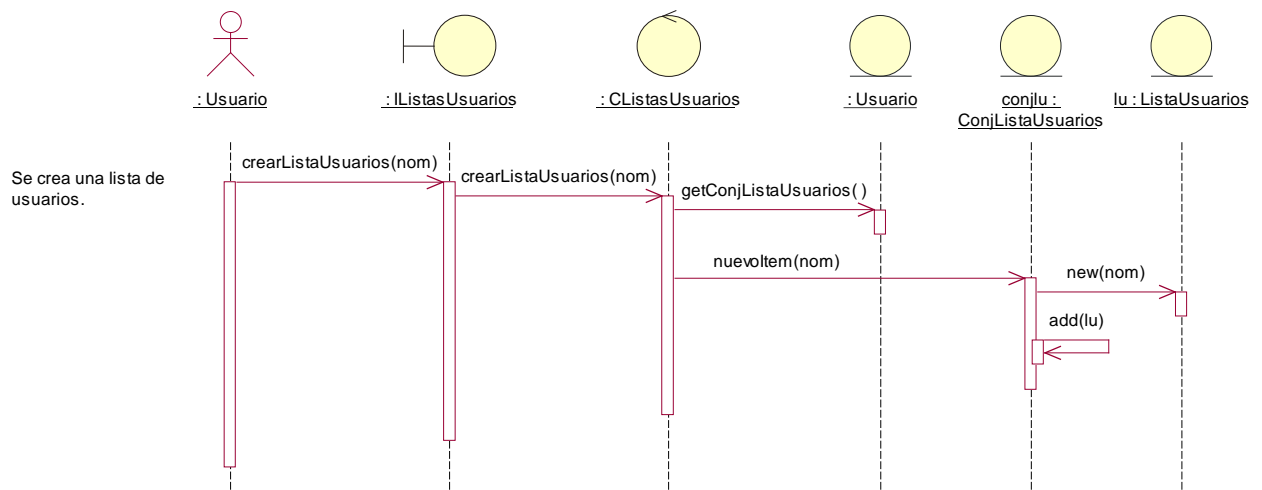 : Usuario
: IListasUsuarios
: CListasUsuarios
: Usuario
conjlu :
ConjListaUsuarios
lu : ListaUsuarios
Se crea una lista de
usuarios.
crearListaUsuarios(nom)
crearListaUsuarios(nom)
getConjListaUsuarios( )
nuevoItem(nom)
new(nom)
add(lu)